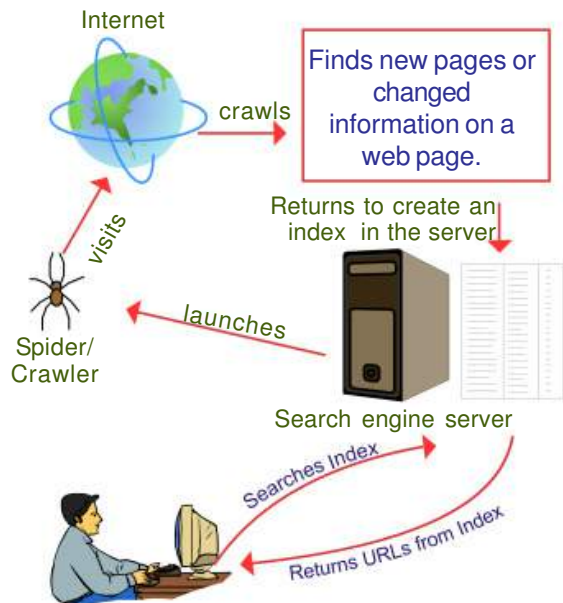 Internet
crawls
Finds new pages or
changed
information on a
web page.
Returns to create an
index in the server
visits
launches
Spider/
Crawler
Search engine server
Searches Index
Returns URLs from Index